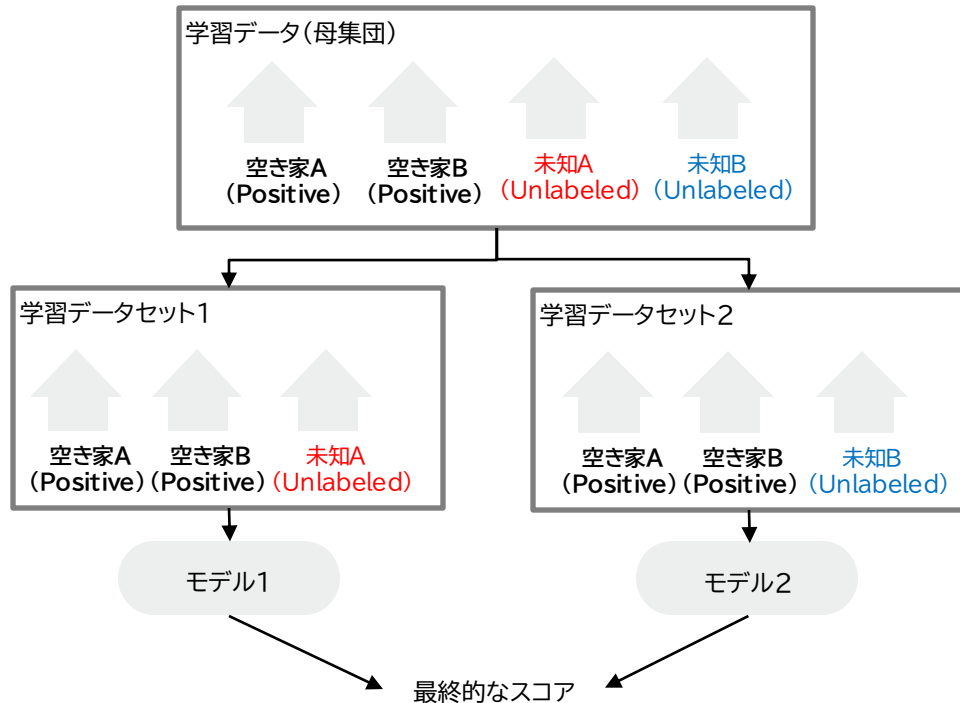 学習データ(母集団)
空き家A
(Positive)
空き家B
(Positive)
未知A
(Unlabeled)
未知B
(Unlabeled)
学習データセット1
空き家A
(Positive)
空き家B
(Positive)
未知A
(Unlabeled)
モデル1
学習データセット2
空き家A
(Positive)
空き家B
(Positive)
未知B
(Unlabeled)
モデル2
最終的なスコア